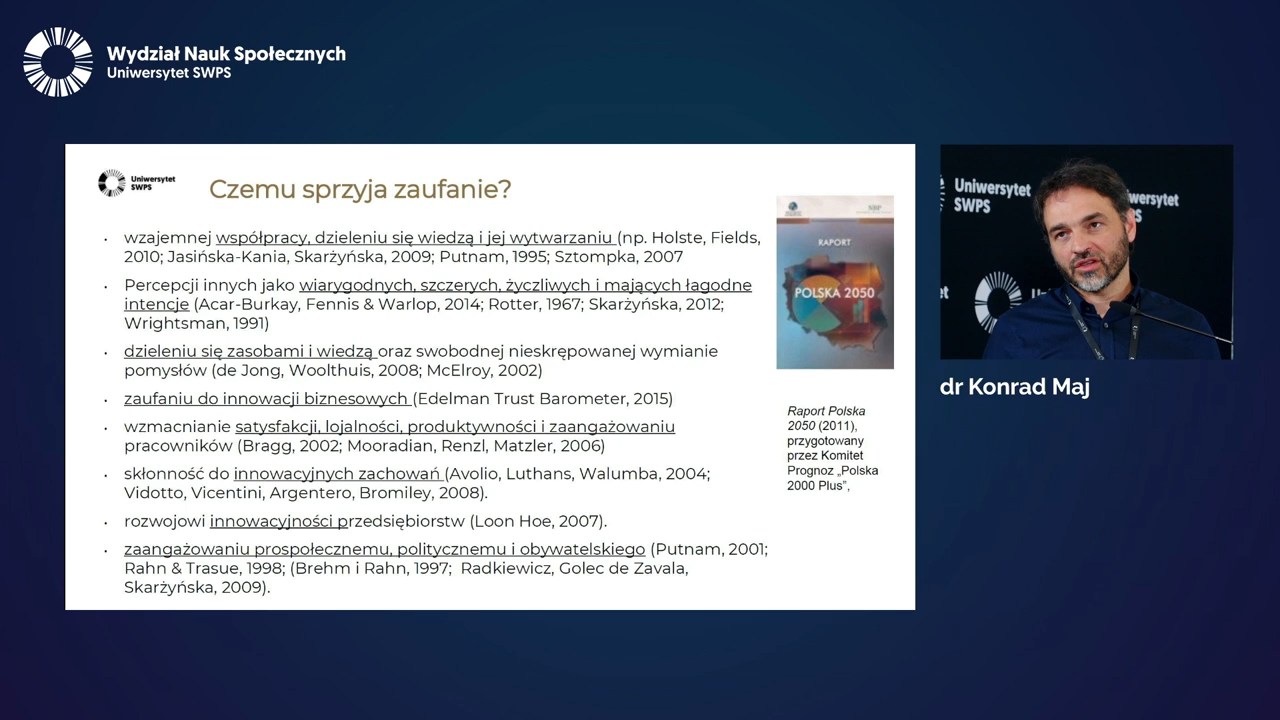 Wydział Nauk Społecznych
Uniwersytet SWPS
Uniwersytet
SWPS
Czemu sprzyja zaufanie?
• wzajemnej współpracy, dzieleniu się wiedzą i jej wytwarzaniu (np. Holste, Fields,
2010; Jasińska-Kania, Skarżyńska, 2009; Putnam, 1995; Sztompka, 2007
• Percepcji innych jako wiarygodnych, szczerych, życzliwych i mających łagodne
intencje (Acar-Burkay, Fennis & Warlop, 2014; Rotter, 1967; Skarżyńska, 2012;
Wrightsman, 1991)
• dzieleniu się zasobami i wiedzą oraz swobodnej nieskrępowanej wymianie
pomysłów (de Jong, Woolthuis, 2008; McElroy, 2002)
• zaufaniu do innowacji biznesowych (Edelman Trust Barometer, 2015)
• wzmacnianie satysfakcji, lojalności, produktywności i zaangażowaniu
pracowników (Bragg, 2002; Mooradian, Renzl, Matzler, 2006)
• skłonność do innowacyjnych zachowań (Avolio, Luthans, Walumba, 2004;
Vidotto, Vicentini, Argentero, Bromiley, 2008).
• rozwojowi innowacyjności przedsiębiorstw (Loon Hoe, 2007).
• zaangażowaniu prospołecznemu, politycznemu i obywatelskiego (Putnam, 2001;
Rahn & Trasue, 1998; (Brehm i Rahn, 1997; Radkiewicz, Golec de Zavala,
Skarżyńska, 2009).
RAPORT
POLSKA 2050
Raport Polska
2050 (2011),
przygotowany
przez Komitet
Prognoz „Polska
2000 Plus”,
Uniwersytet
SWPS
dr Konrad Maj